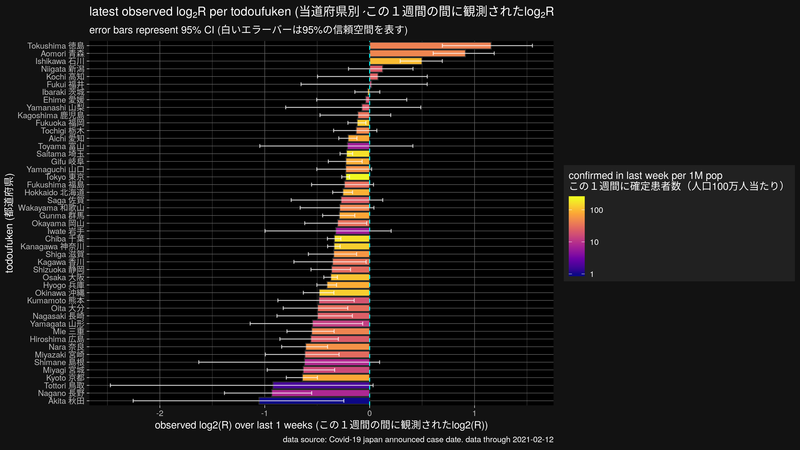 latest observed log₂R per todoufuken (当道府県別·この１週間の間に観測されたlog₂R
error bars represent 95% CI (白いエラーバーは95%の信頼空間を表す)
todoufuken (都道府県)
Tokushima 徳島
Aomori 青森
Ishikawa 石川
Niigata 新潟
Kochi 高知
Fukui 福井
Ibaraki 茨城
Ehime 愛媛
Yamanashi 山梨
Kagoshima 鹿児島
Fukuoka 福岡
Tochigi 栃木
Aichi 愛知
Toyama 富山
Saitama 埼玉
Gifu 岐阜
Yamaguchi 山口
Tokyo 東京
Fukushima 福島
Hokkaido 北海道
Saga 佐賀
Wakayama 和歌山
Gunma 群馬
Okayama 岡山
Iwate 岩手
Chiba 千葉
Kanagawa 神奈川
Shiga 滋賀
Kagawa 香川
Shizuoka 静岡
Osaka 大阪
Hyogo 兵庫
Okinawa 沖縄
Kumamoto 熊本
Oita 大分
Nagasaki 長崎
Yamagata 山形
Mie 三重
Hiroshima 広島
Nara 奈良
Miyazaki 宮崎
Shimane 島根
Miyagi 宮城
Kyoto 京都
Tottori 鳥取
Nagano 長野
Akita 秋田
-2 -1 0 1
observed log2(R) over last 1 weeks (この１週間の間に観測されたlog2(R))
data source: Covid-19 japan announced case date. data through 2021-02-12
confirmed in last week per 1M pop
この１週間に確定患者数（人口100万人当たり）
100
10
1